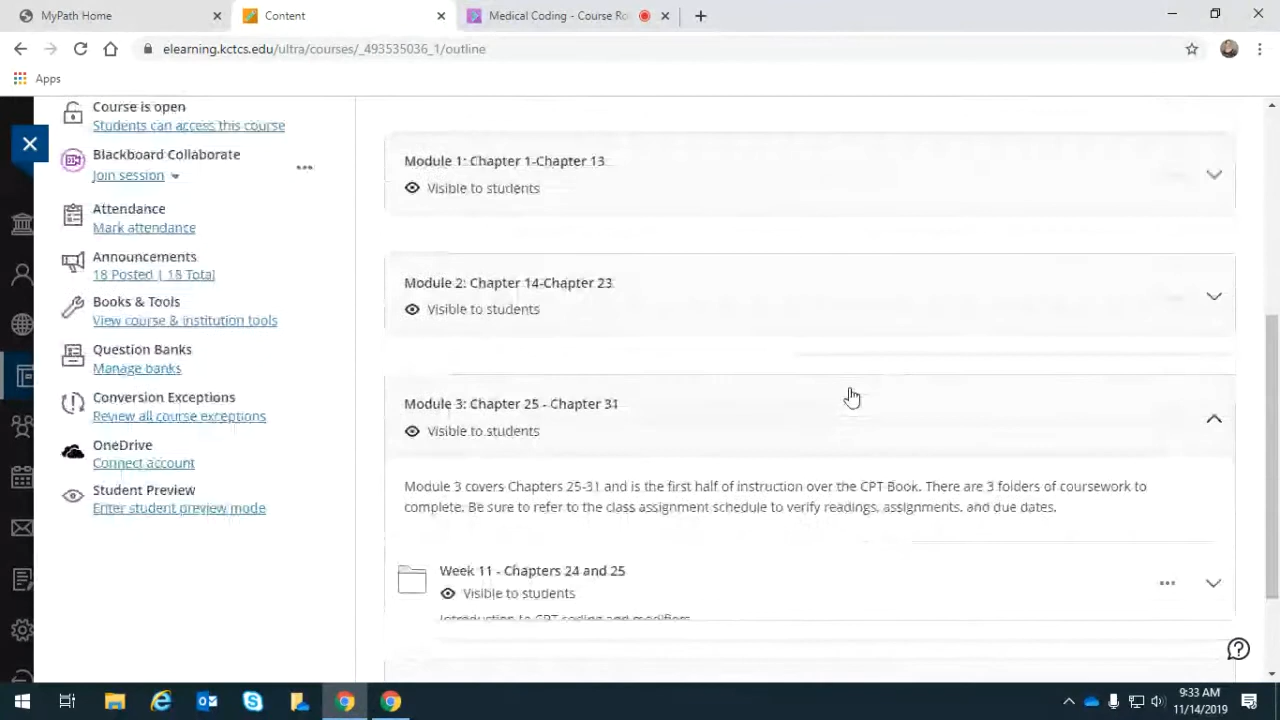 MyPath Home
Content
Medical Coding - Course Ro
elearning.kctcs.edu/ultra/courses/_493535036_1/outline
Apps
Course is open
Students can access this course
Blackboard Collaborate
Join session
Attendance
Mark attendance
Announcements
18 Posted | 18 Total
Books & Tools
View course & institution tools
Question Banks
Manage banks
Conversion Exceptions
Review all course exceptions
OneDrive
Connect account
Student Preview
Enter student preview mode
Module 1: Chapter 1-Chapter 13
Visible to students
Module 2: Chapter 14-Chapter 23
Visible to students
Module 3: Chapter 25 - Chapter 31
Visible to students
Module 3 covers Chapters 25-31 and is the first half of instruction over the CPT Book. There are 3 folders of coursework to
complete. Be sure to refer to the class assignment schedule to verify readings, assignments, and due dates.
Week 11 - Chapters 24 and 25
Visible to students
Introduction to CPT coding and modifiers
9:33 AM
11/14/2019